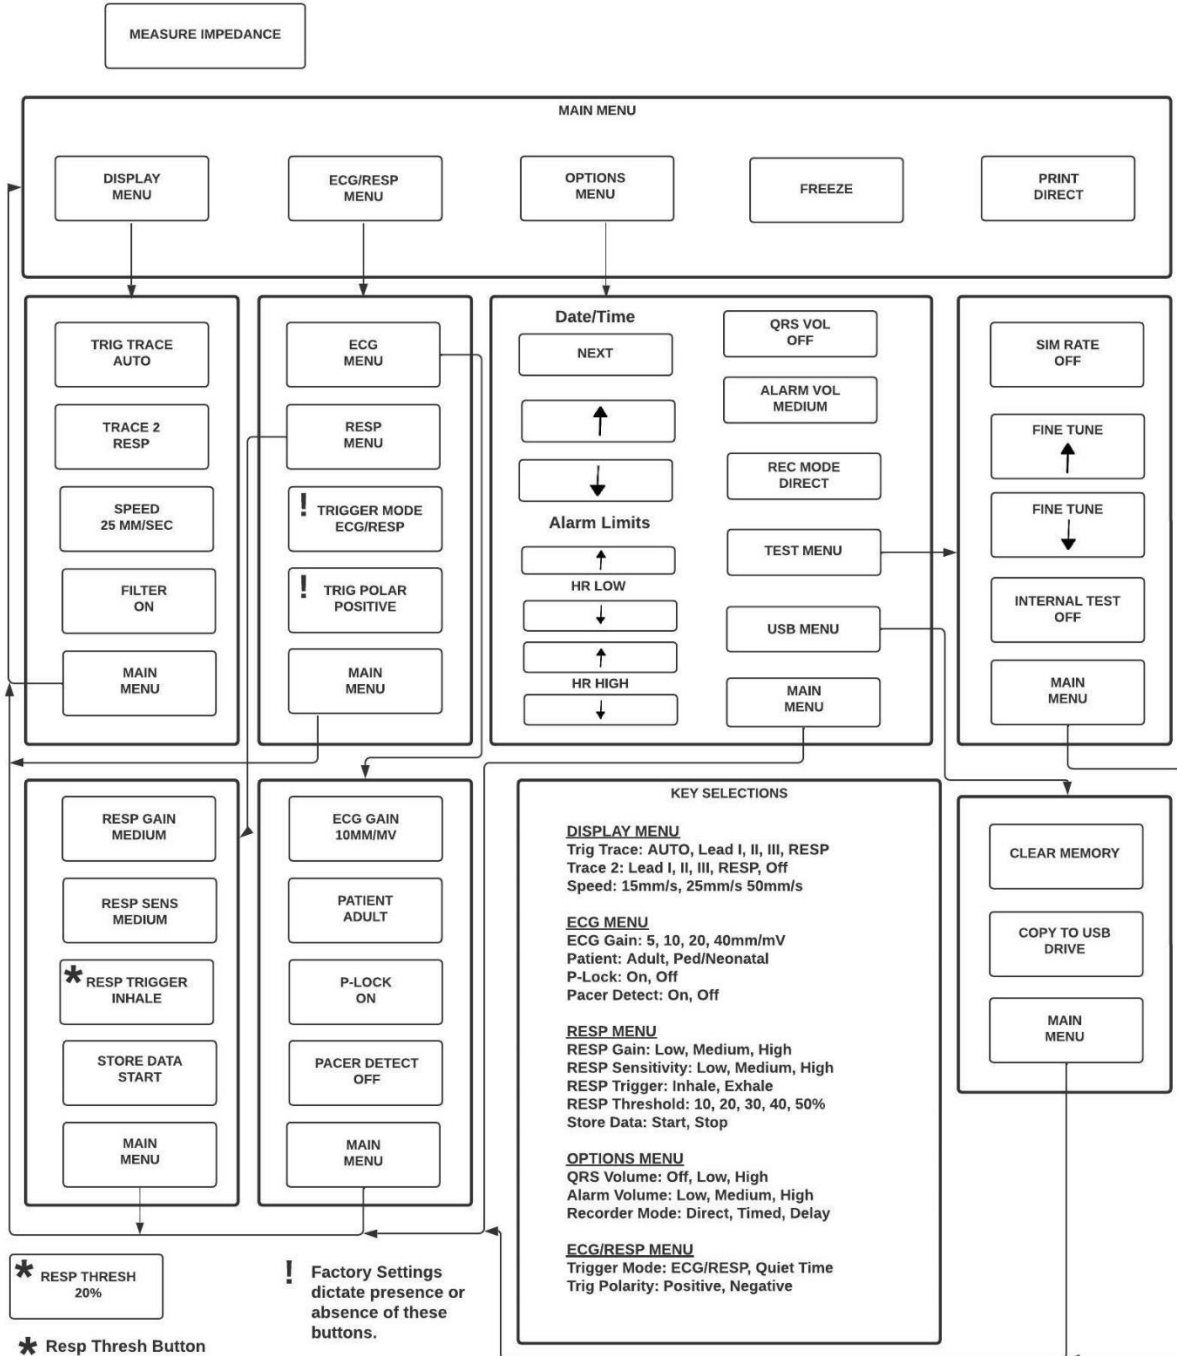 MEASURE IMPEDANCE
MAIN MENU
DISPLAY
MENU
ECG/RESP
MENU
OPTIONS
MENU
FREEZE
PRINT
DIRECT
TRIG TRACE
AUTO
TRACE 2
RESP
SPEED
25 MM/SEC
FILTER
ON
MAIN
MENU
ECG
MENU
RESP
MENU
! TRIGGER MODE
ECG/RESP
! TRIG POLAR
POSITIVE
MAIN
MENU
Date/Time
NEXT
↑
↓
Alarm Limits
↑
HR LOW
↓
↑
HR HIGH
↓
QRS VOL
OFF
ALARM VOL
MEDIUM
REC MODE
DIRECT
TEST MENU
USB MENU
MAIN
MENU
SIM RATE
OFF
FINE TUNE
↑
FINE TUNE
↓
INTERNAL TEST
OFF
MAIN
MENU
RESP GAIN
MEDIUM
RESP SENS
MEDIUM
* RESP TRIGGER
INHALE
STORE DATA
START
MAIN
MENU
ECG GAIN
10MM/MV
PATIENT
ADULT
P-LOCK
ON
PACER DETECT
OFF
MAIN
MENU
KEY SELECTIONS
DISPLAY MENU
Trig Trace: AUTO, Lead I, II, III, RESP
Trace 2: Lead I, II, III, RESP, Off
Speed: 15mm/s, 25mm/s 50mm/s
ECG MENU
ECG Gain: 5, 10, 20, 40mm/mV
Patient: Adult, Ped/Neonatal
P-Lock: On, Off
Pacer Detect: On, Off
RESP MENU
RESP Gain: Low, Medium, High
RESP Sensitivity: Low, Medium, High
RESP Trigger: Inhale, Exhale
RESP Threshold: 10, 20, 30, 40, 50%
Store Data: Start, Stop
OPTIONS MENU
QRS Volume: Off, Low, High
Alarm Volume: Low, Medium, High
Recorder Mode: Direct, Timed, Delay
ECG/RESP MENU
Trigger Mode: ECG/RESP, Quiet Time
Trig Polarity: Positive, Negative
CLEAR MEMORY
COPY TO USB
DRIVE
MAIN
MENU
* RESP THRESH
20%
* Resp Thresh Button
! Factory Settings
dictate presence or
absence of these
buttons.